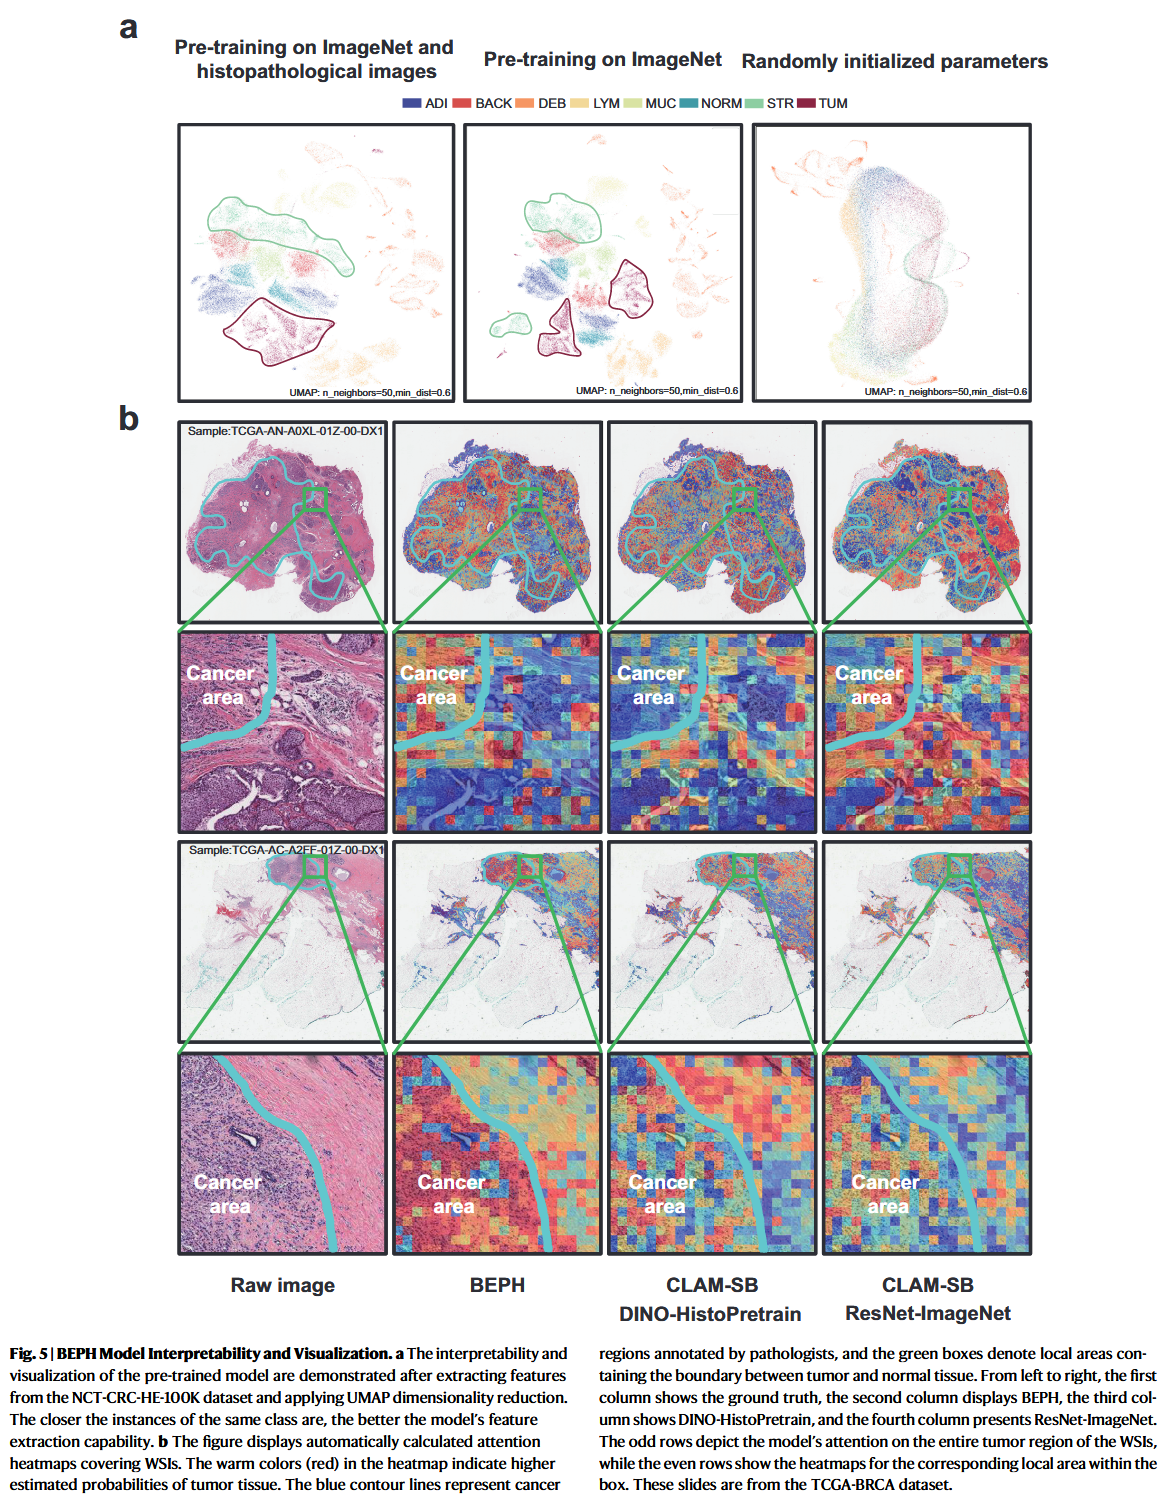 a
Pre-training on ImageNet and
histopathological images
Pre-training on ImageNet
Randomly initialized parameters
ADI BACK DEB LYM MUC NORM STR TUM
UMAP: n_neighbors=50,min_dist=0.6
UMAP: n_neighbors=50,min_dist=0.6
UMAP: n_neighbors=50,min_dist=0.6
b
Sample:TCGA-AN-A0XL-01Z-00-DX1
Cancer
area
Cancer
area
Cancer
area
Cancer
area
Sample:TCGA-AC-A2FF-01Z-00-DX1
Cancer
area
Cancer
area
Cancer
area
Cancer
area
Raw image
BEPH
CLAM-SB
DINO-HistoPretrain
CLAM-SB
ResNet-ImageNet
Fig. 5 | BEPH Model Interpretability and Visualization. a The interpretability and
visualization of the pre-trained model are demonstrated after extracting features
from the NCT-CRC-HE-100K dataset and applying UMAP dimensionality reduction.
The closer the instances of the same class are, the better the model's feature
extraction capability. b The figure displays automatically calculated attention
heatmaps covering WSIs. The warm colors (red) in the heatmap indicate higher
estimated probabilities of tumor tissue. The blue contour lines represent cancer
regions annotated by pathologists, and the green boxes denote local areas con-
taining the boundary between tumor and normal tissue. From left to right, the first
column shows the ground truth, the second column displays BEPH, the third col-
umn shows DINO-HistoPretrain, and the fourth column presents ResNet-ImageNet.
The odd rows depict the model's attention on the entire tumor region of the WSIs,
while the even rows show the heatmaps for the corresponding local area within the
box. These slides are from the TCGA-BRCA dataset.